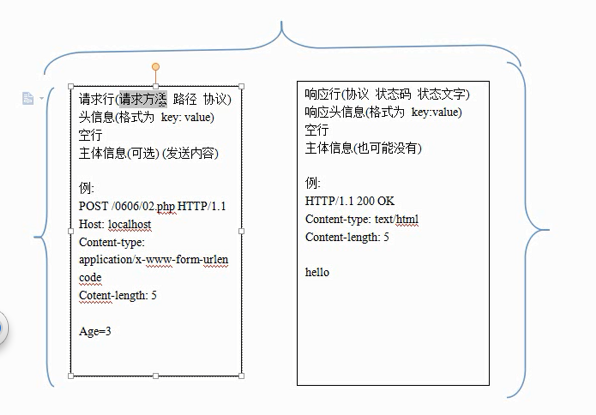 请求行(请求方法 路径 协议)
头信息(格式为 key: value)
空行
主体信息(可选) (发送内容)
例:
POST /0606/02.php HTTP/1.1
Host: localhost
Content-type:
application/x-www-form-urlen
code
Cotent-length: 5
Age=3
响应行(协议 状态码 状态文字)
响应头信息(格式为 key:value)
空行
主体信息(也可能没有)
例:
HTTP/1.1 200 OK
Content-type: text/html
Content-length: 5
hello